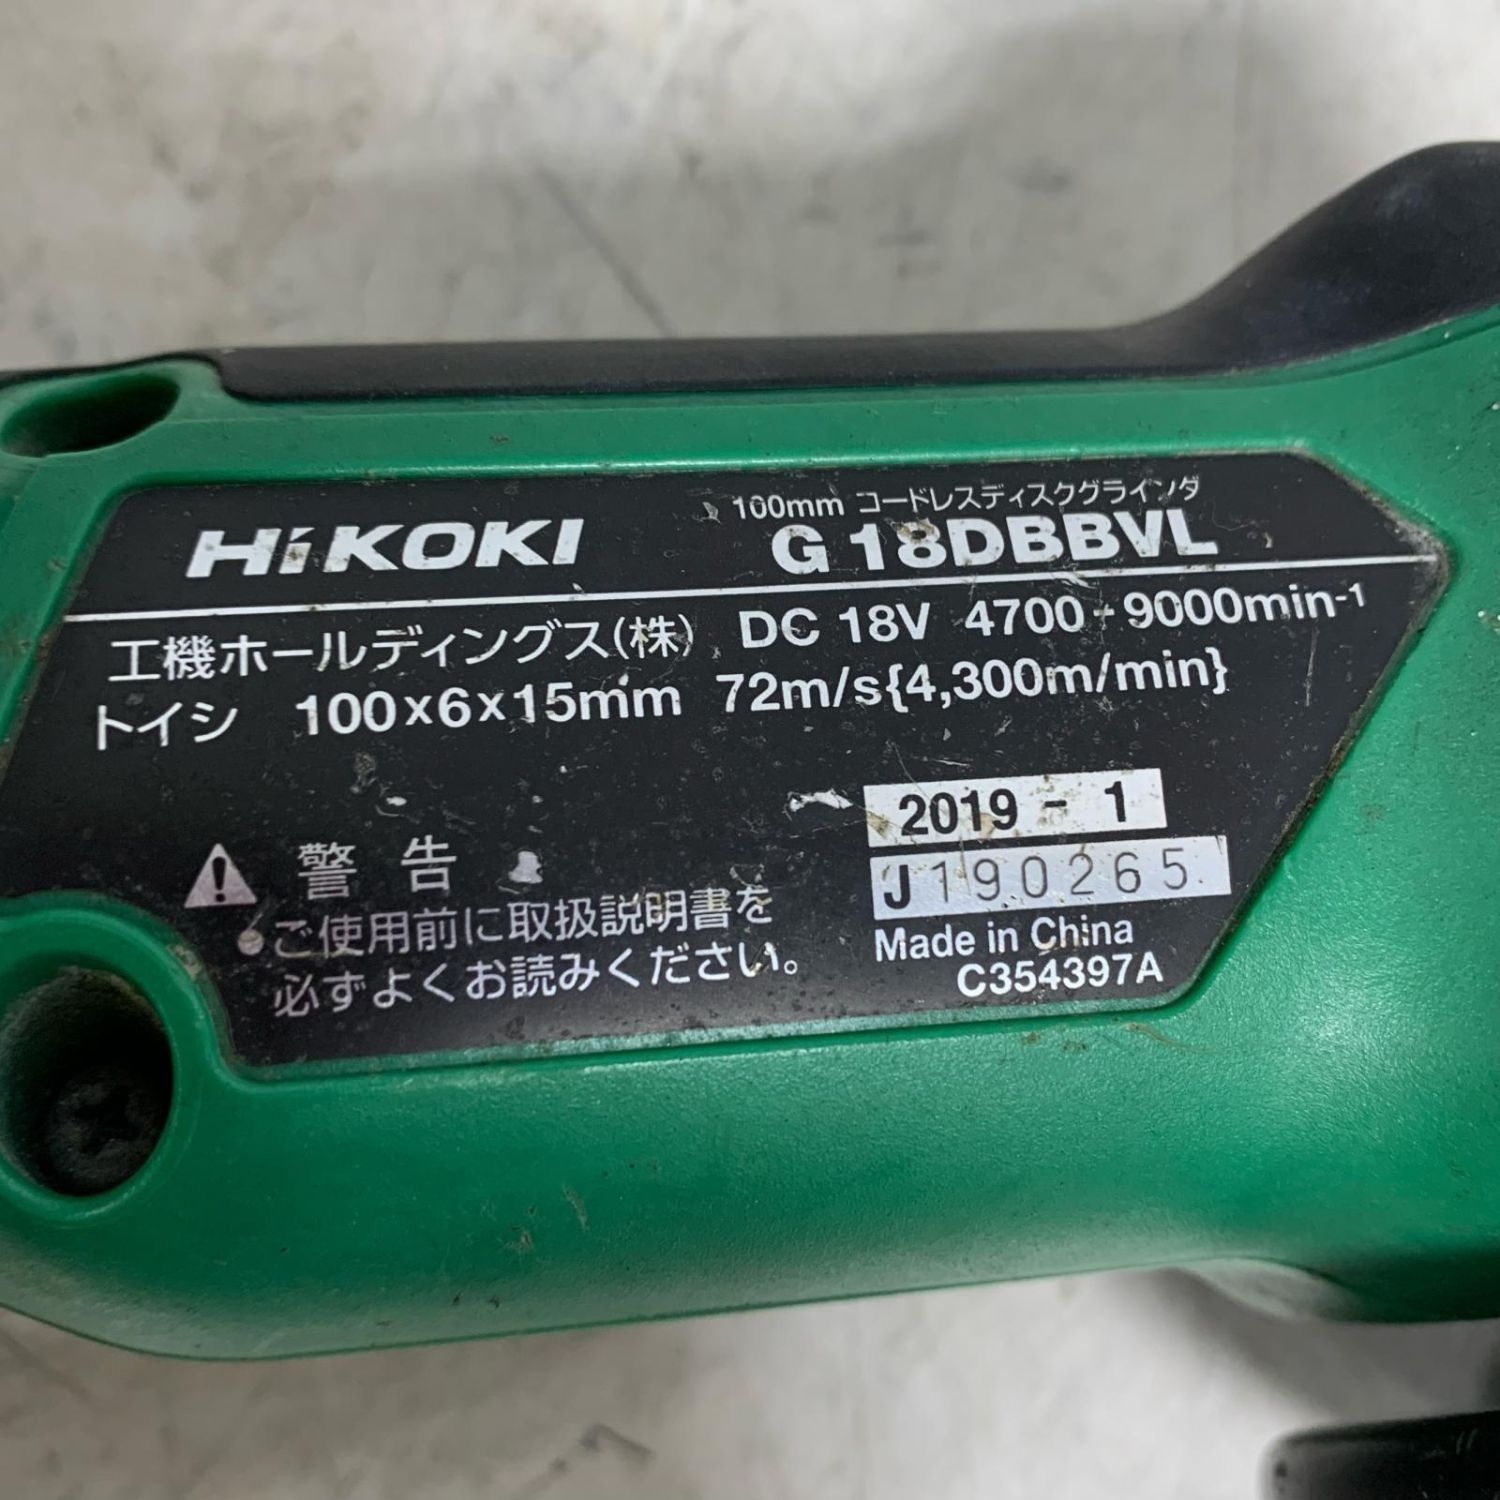 HiKOKI
100mm コードレスディスクグラインダ
G 18DBBVL
工機ホールディングス(株) DC 18V 4700-9000min-1
トイシ 100×6×15mm 72m/s{4,300m/min}
2019 - 1
J190265
Made in China
C354397A
警告
●ご使用前に取扱説明書を
必ずよくお読みください。